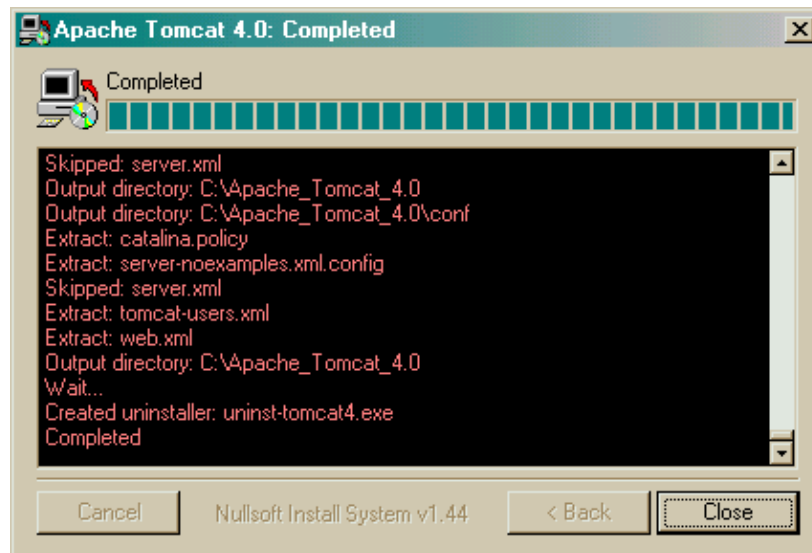 Apache Tomcat 4.0: Completed
Completed
Skipped: server.xml
Output directory: C:\Apache_Tomcat_4.0
Output directory: C:\Apache_Tomcat_4.0\conf
Extract: catalina.policy
Extract: server-noexamples.xml.config
Skipped: server.xml
Extract: tomcat-users.xml
Extract: web.xml
Output directory: C:\Apache_Tomcat_4.0
Wait...
Created uninstaller: uninst-tomcat4.exe
Completed
Cancel Nullsoft Install System v1.44 < Back Close